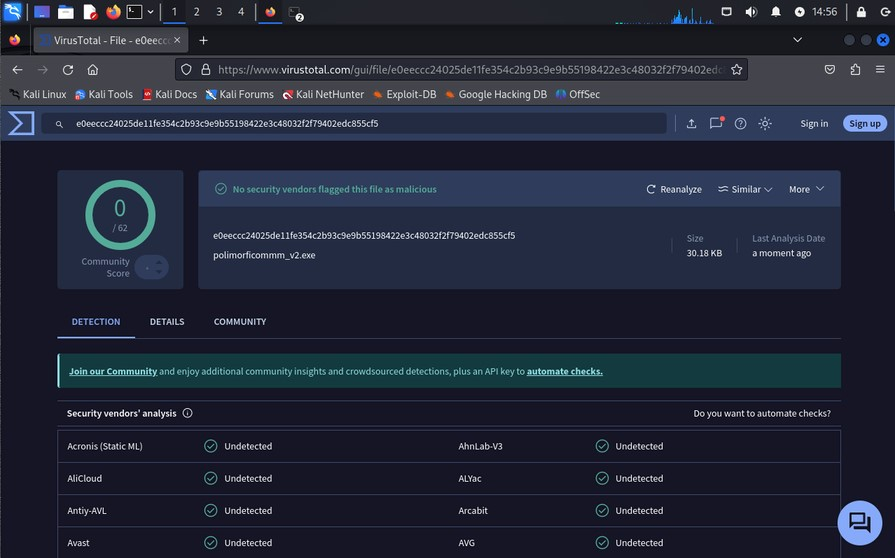 1 2 3 4
2
14:56
VirusTotal - File - e0eecc
https://www.virustotal.com/gui/file/e0eeccc24025de11fe354c2b93c9e9b55198422e3c48032f2f79402edc
Kali Linux Kali Tools Kali Docs Kali Forums Kali NetHunter Exploit-DB Google Hacking DB OffSec
e0eeccc24025de11fe354c2b93c9e9b55198422e3c48032f2f79402edc855cf5
Sign in Sign up
0
/ 62
Community
Score
No security vendors flagged this file as malicious
Reanalyze Similar More
e0eeccc24025de11fe354c2b93c9e9b55198422e3c48032f2f79402edc855cf5
polimorficommm_v2.exe
Size
30.18 KB
Last Analysis Date
a moment ago
DETECTION DETAILS COMMUNITY
Join our Community and enjoy additional community insights and crowdsourced detections, plus an API key to automate checks.
Security vendors' analysis Do you want to automate checks?
Acronis (Static ML) Undetected AhnLab-V3 Undetected
AliCloud Undetected ALYac Undetected
Antiy-AVL Undetected Arcabit Undetected
Avast Undetected AVG Undetected